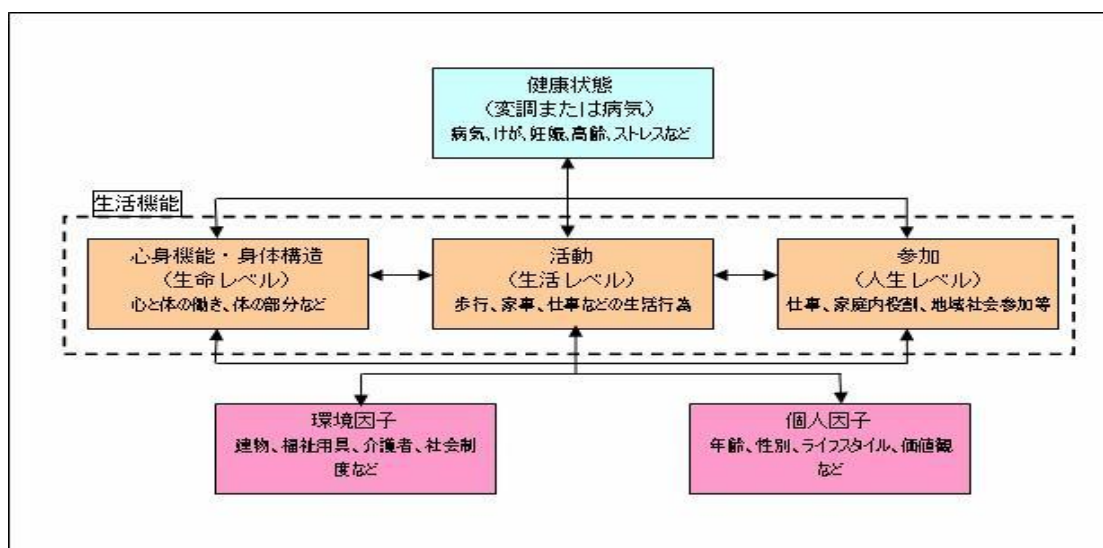 健康状態
(変調または病気)
病気、けが、妊娠、高齢、ストレスなど
生活機能
心身機能・身体構造
(生命レベル)
心と体の働き、体の部分など
活動
(生活レベル)
歩行、家事、仕事などの生活行為
参加
(人生レベル)
仕事、家庭内役割、地域社会参加等
環境因子
建物、福祉用具、介護者、社会制
度など
個人因子
年齢、性別、ライフスタイル、価値観
など